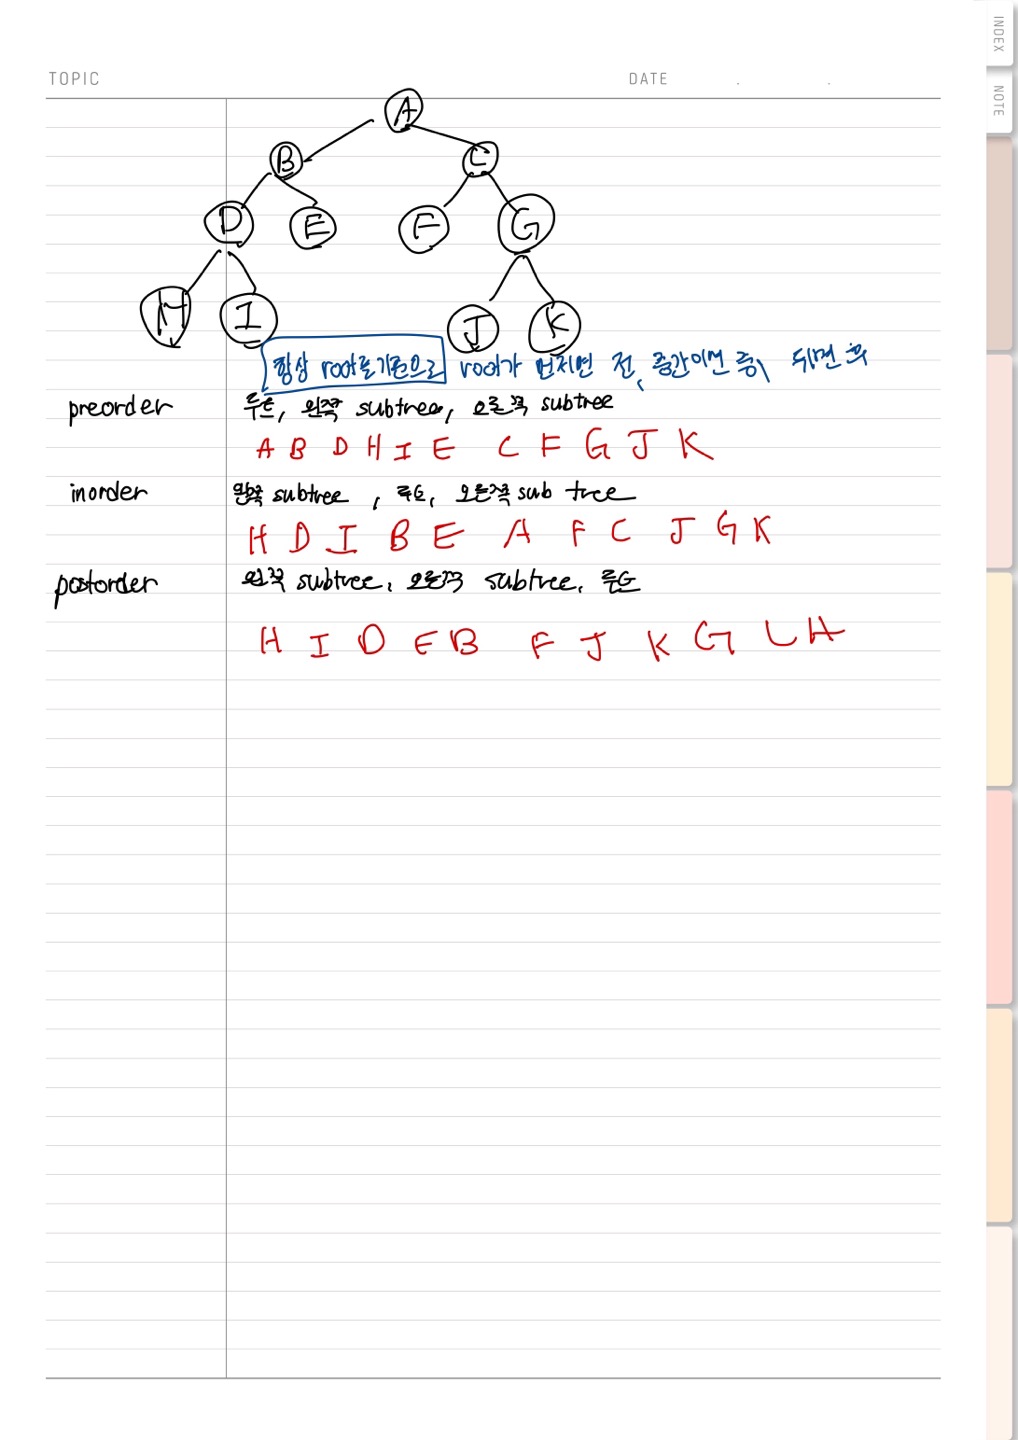 INDEX
TOPIC
DATE . .
NOTE
A
B C
D E F G
H I J K
항상 root를 기준으로 root가 먼저면 전, 중간이면 중, 뒤면 후
preorder 루트, 왼쪽 subtree, 오른쪽 subtree
A B D H I E C F G J K
inorder 왼쪽 subtree, 루트, 오른쪽 sub tree
H D I B E A F C J G K
postorder 왼쪽 subtree, 오른쪽 subtree, 루트
H I D E B F J K G C A